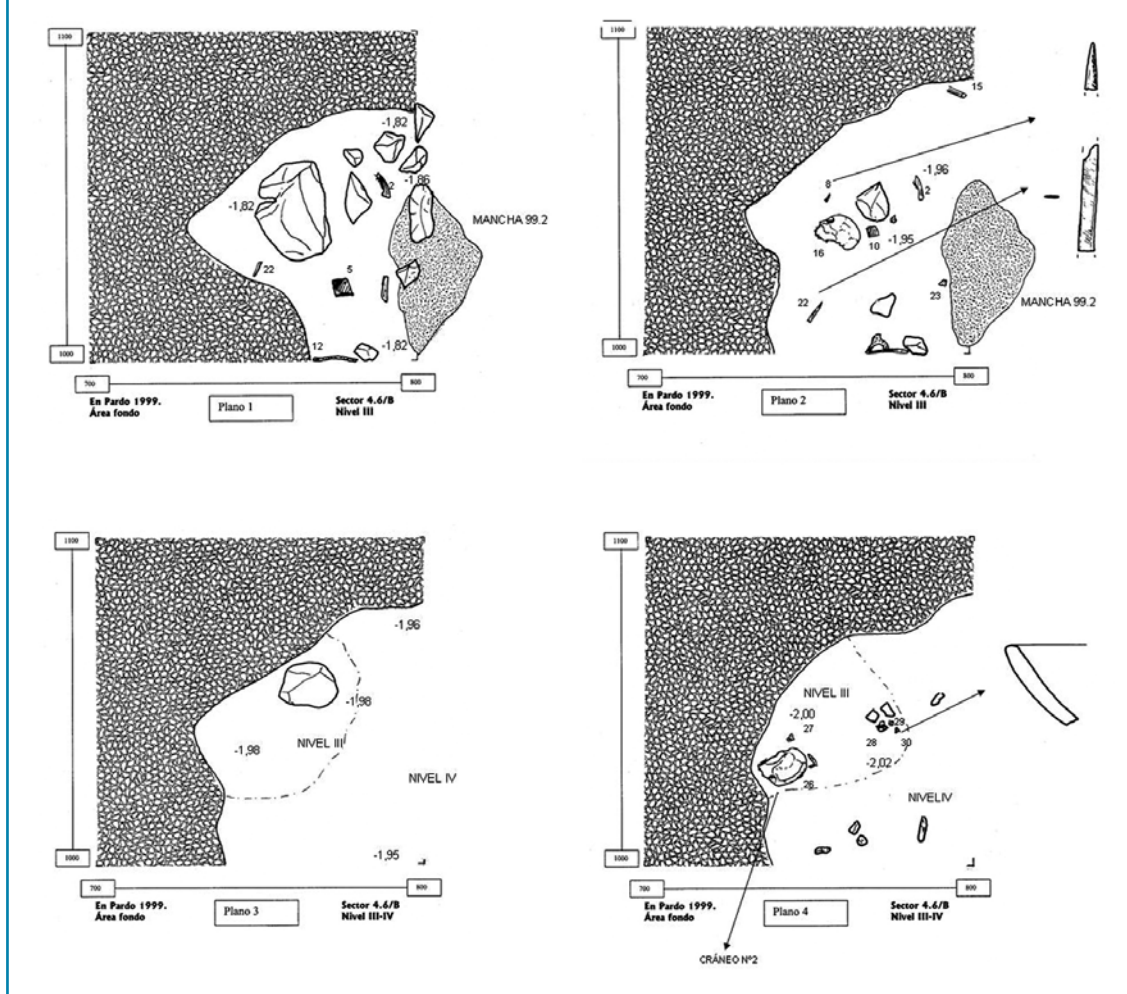 1100
-1,82
2
-1,86
-1,82
MANCHA 99.2
22
5
12
-1,82
1000
700
800
En Pardo 1999.
Área fondo
Plano 1
Sector 4.6/B
Nivel III
1100
15
-1,96
8
2
-1,95
10
16
22
23
MANCHA 99.2
1000
700
800
En Pardo 1999.
Área fondo
Plano 2
Sector 4.6/B
Nivel III
1100
-1,96
-1,98
-1,98
NIVEL III
NIVEL IV
1000
-1,95
700
800
En Pardo 1999.
Área fondo
Plano 3
Sector 4.6/B
Nivel III-IV
1100
NIVEL III
-2,00
27
29
28
30
-2,02
26
NIVEL IV
1000
700
800
En Pardo 1999.
Área fondo
Plano 4
Sector 4.6/B
Nivel III-IV
CRÁNEO Nº2